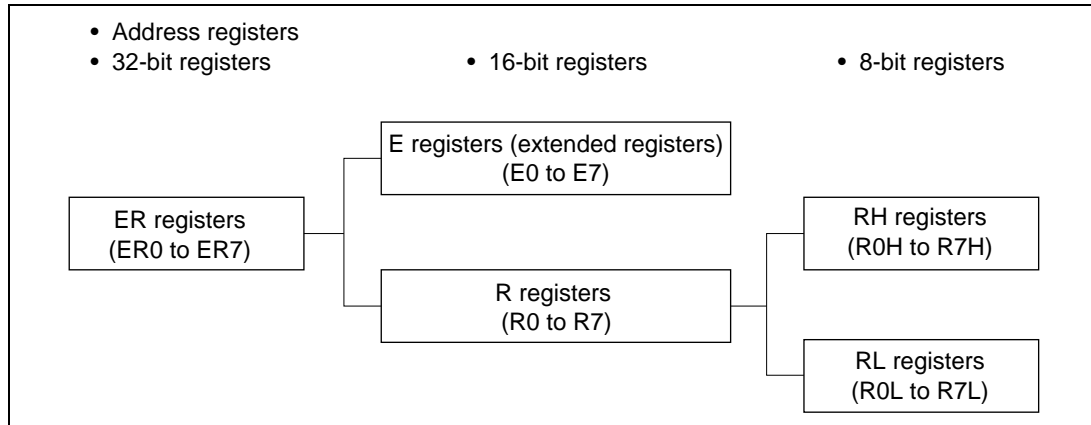 • Address registers
• 32-bit registers
• 16-bit registers
• 8-bit registers
E registers (extended registers)
(E0 to E7)
ER registers
(ER0 to ER7)
RH registers
(R0H to R7H)
R registers
(R0 to R7)
RL registers
(R0L to R7L)